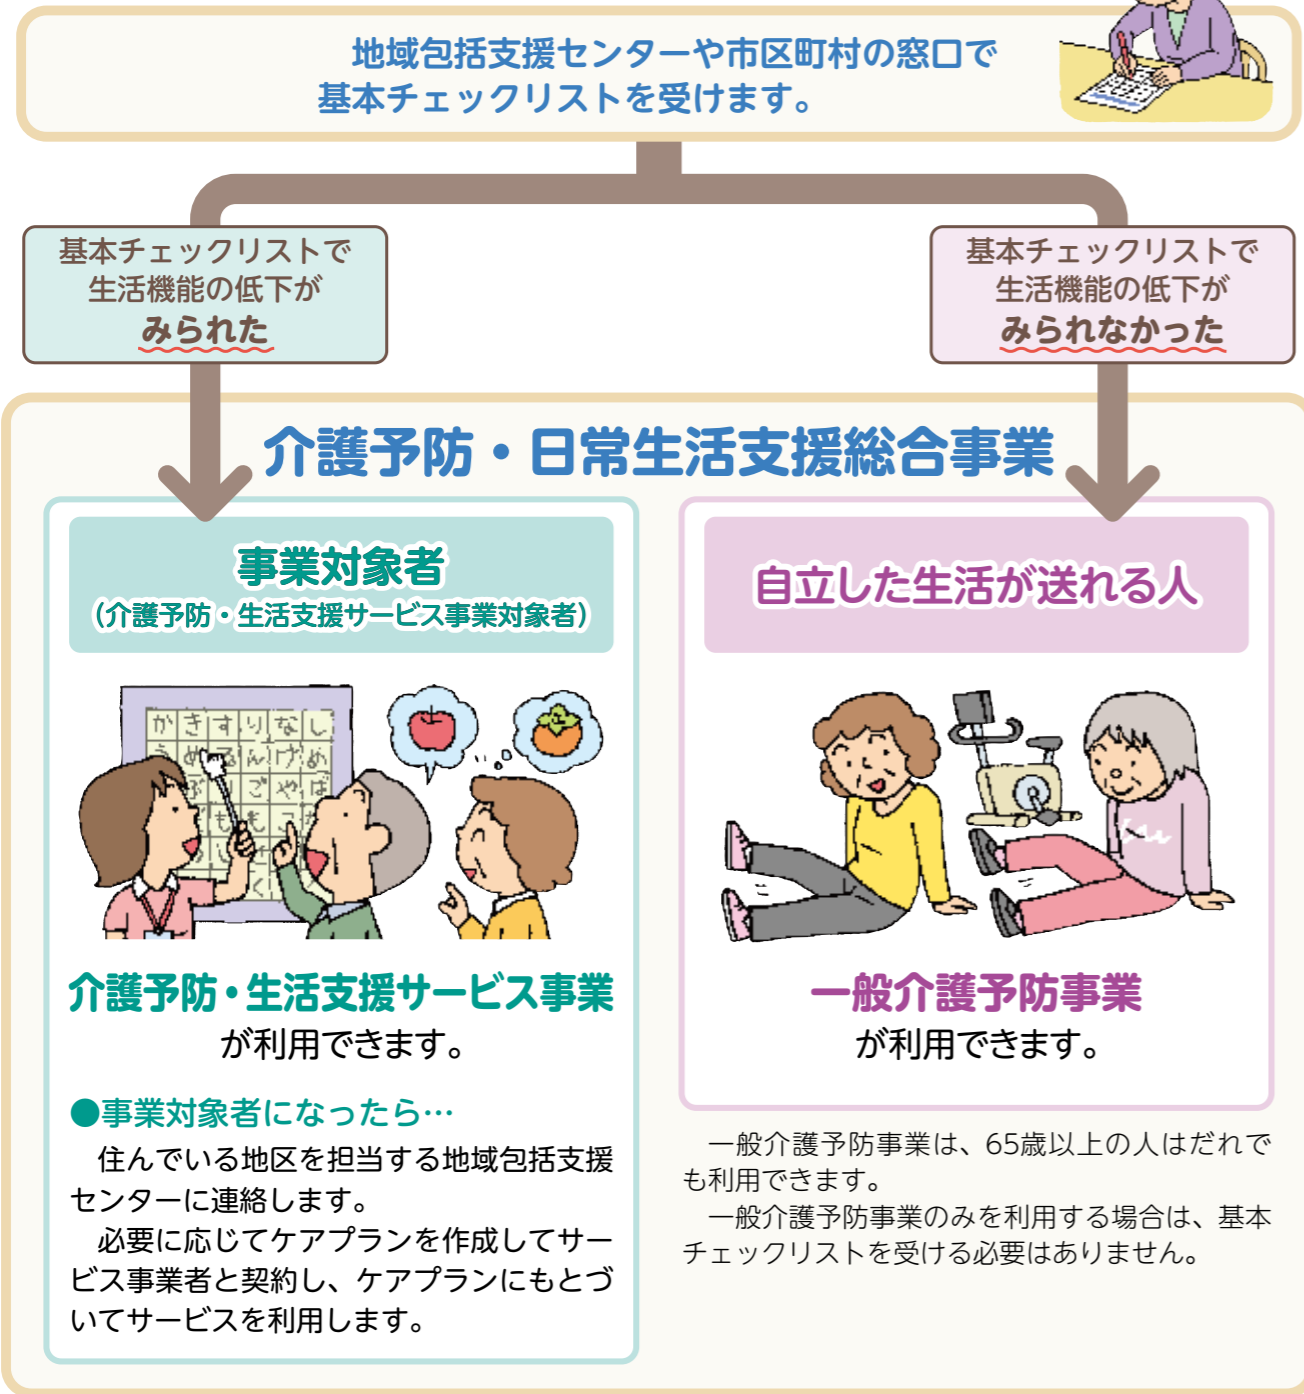 地域包括支援センターや市区町村の窓口で
基本チェックリストを受けます。
基本チェックリストで
生活機能の低下が
みられた
基本チェックリストで
生活機能の低下が
みられなかった
介護予防・日常生活支援総合事業
事業対象者
（介護予防・生活支援サービス事業対象者）
かきすりなし
介護予防・生活支援サービス事業
が利用できます。
●事業対象者になったら…
住んでいる地区を担当する地域包括支援
センターに連絡します。
必要に応じてケアプランを作成してサー
ビス事業者と契約し、ケアプランにもとづ
いてサービスを利用します。
自立した生活が送れる人
一般介護予防事業
が利用できます。
一般介護予防事業は、65歳以上の人はだれで
も利用できます。
一般介護予防事業のみを利用する場合は、基本
チェックリストを受ける必要はありません。